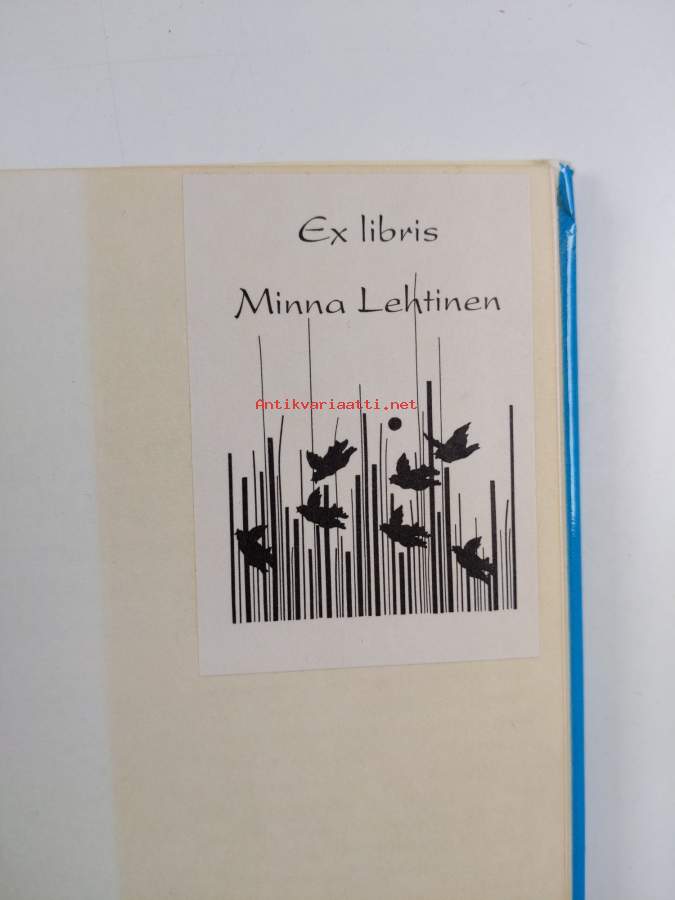 Ex libris
Minna Lehtinen
Antikvariaatti.net